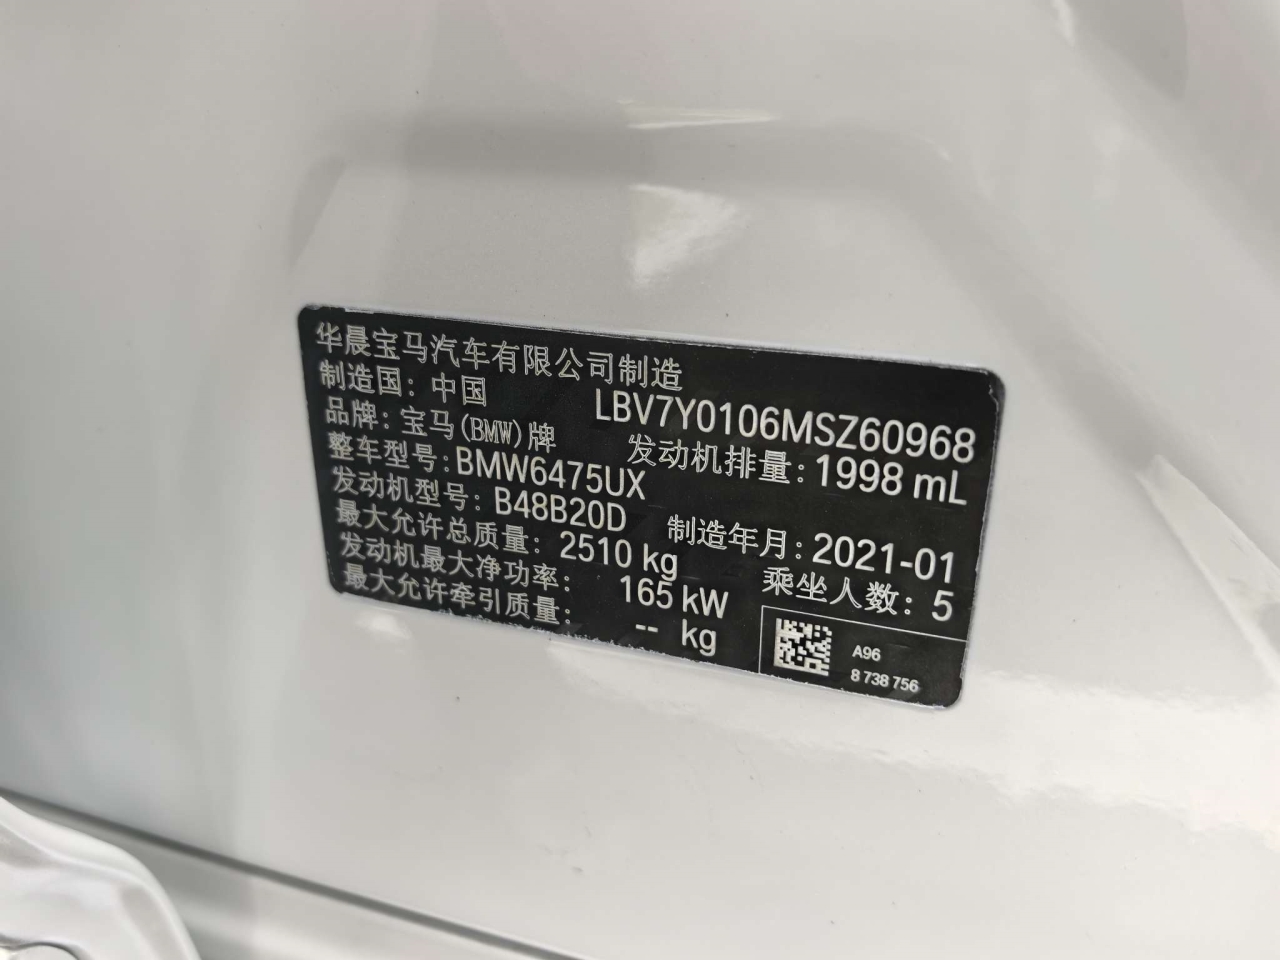 华晨宝马汽车有限公司制造
制造国：中国
LBV7Y0106MSZ60968
品牌：宝马(BMW)牌
发动机排量：1998 mL
整车型号：BMW6475UX
发动机型号：B48B20D
制造年月：2021-01
最大允许总质量：2510 kg
乘坐人数：5
发动机最大净功率：165 kW
最大允许牵引质量：-- kg
A96
8 738 756